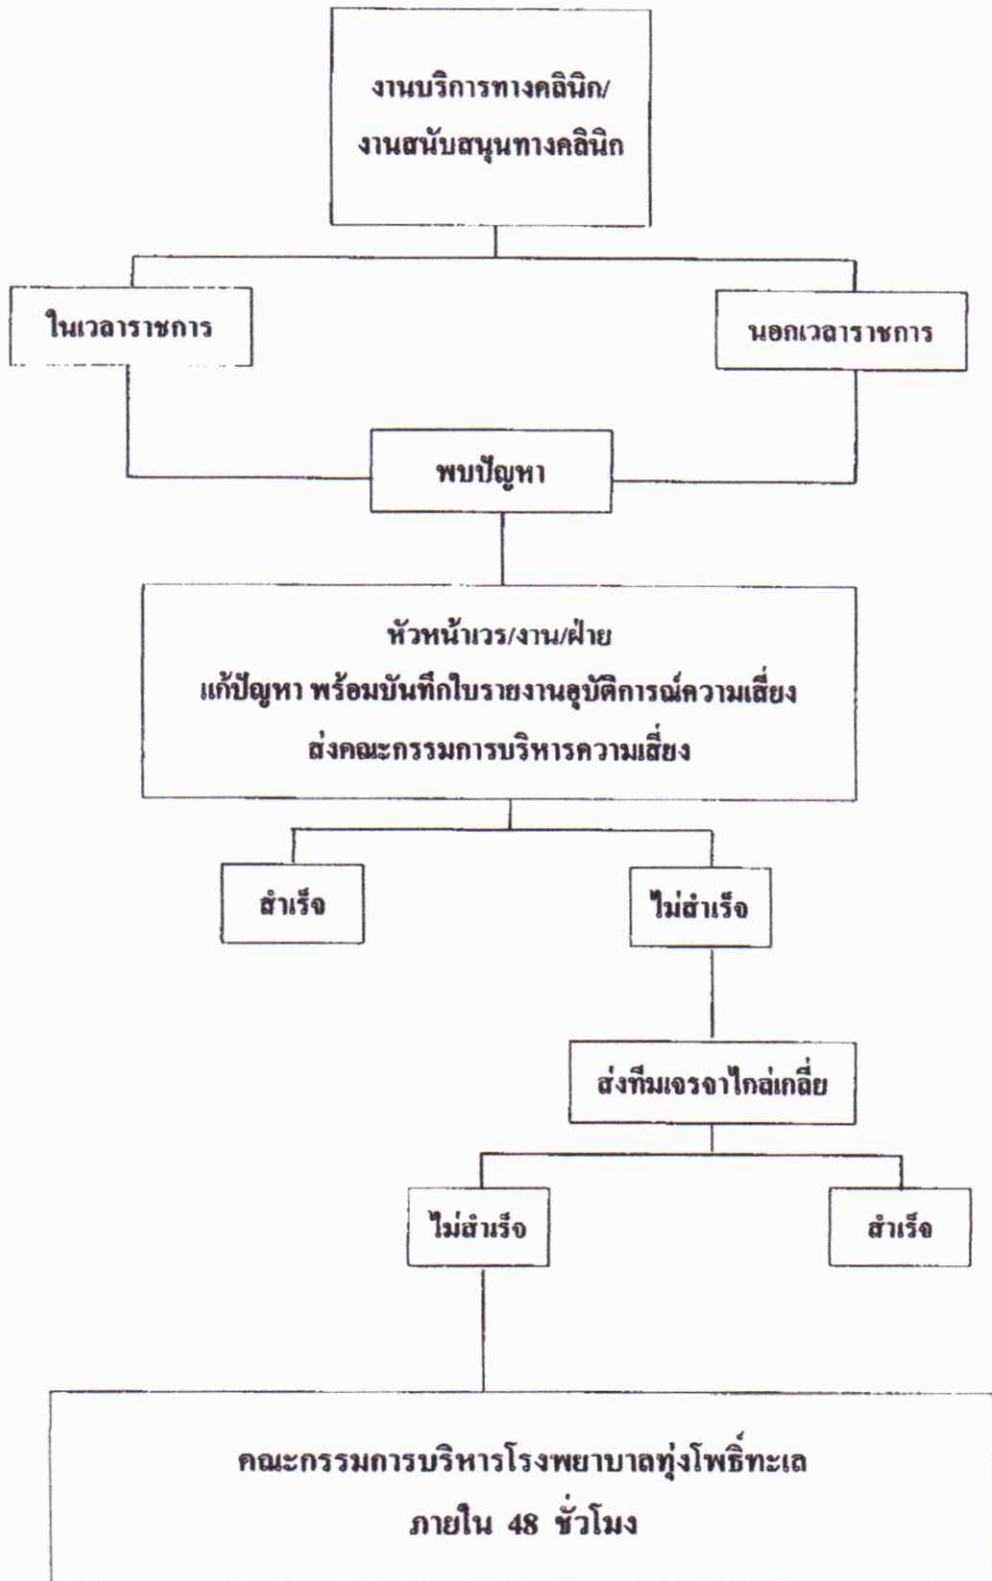 งานบริการทางคลินิก/
งานสนับสนุนทางคลินิก
ในเวลาราชการ
นอกเวลาราชการ
พบปัญหา
หัวหน้าเวร/งาน/ฝ่าย
แก้ปัญหา พร้อมบันทึกใบรายงานอุบัติการณ์ความเสี่ยง
ส่งคณะกรรมการบริหารความเสี่ยง
สำเร็จ
ไม่สำเร็จ
ส่งทีมเจรจาไกล่เกลี่ย
ไม่สำเร็จ
สำเร็จ
คณะกรรมการบริหารโรงพยาบาลทุ่งโพธิ์ทะเล
ภายใน 48 ชั่วโมง